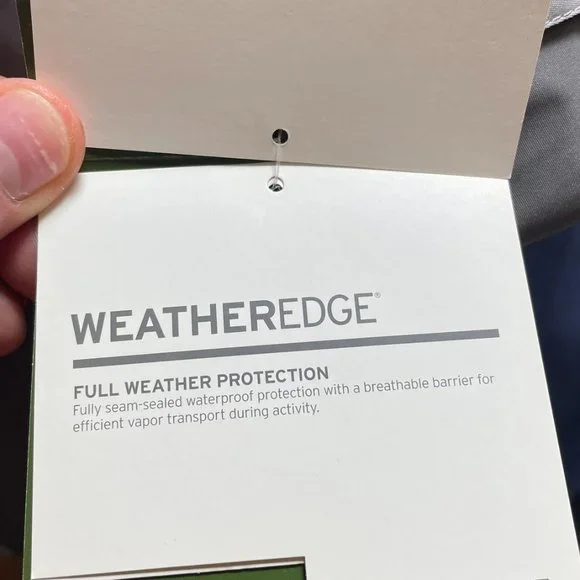 WEATHEREDGE®
FULL WEATHER PROTECTION
Fully seam-sealed waterproof protection with a breathable barrier for
efficient vapor transport during activity.